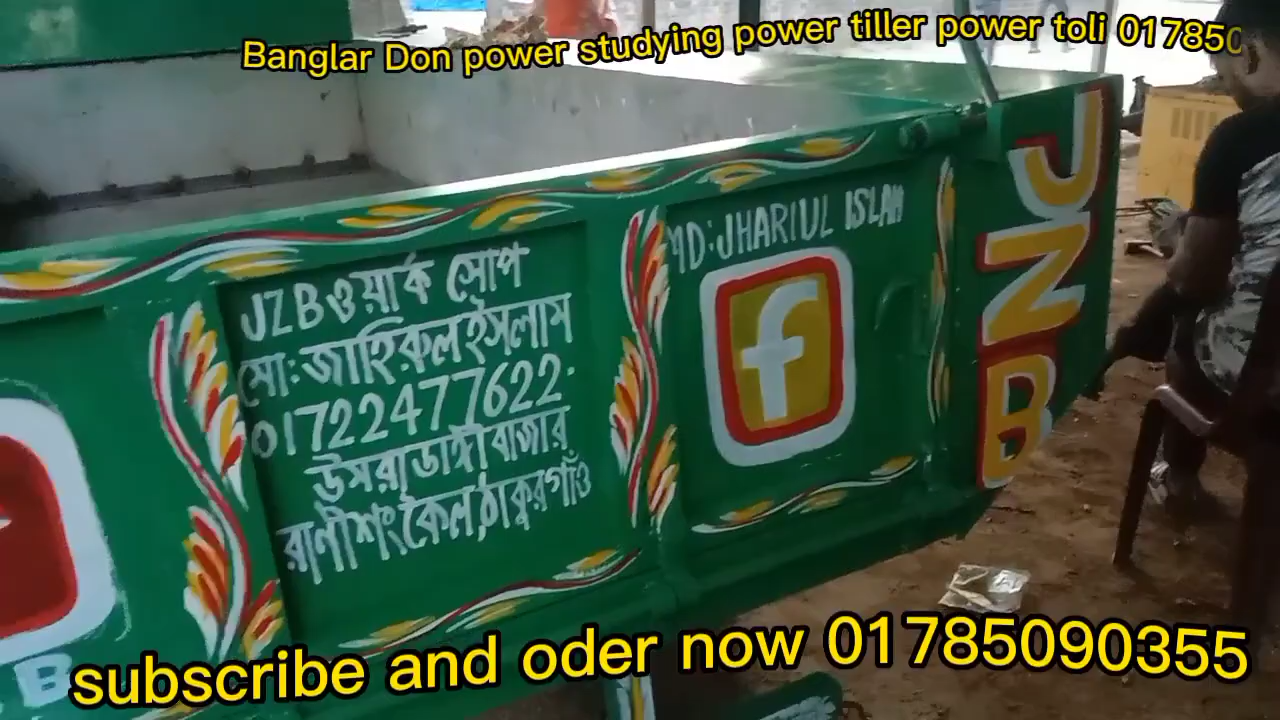 Banglar Don power studying power tiller power toli 017850
JZB ওয়ার্ক সোপ
মো: জাহিরুল ইসলাম
01722477622
উমরাডাঙ্গী বাজার
রাণীশংকৈল, ঠাকুরগাঁও
MD: JHARIUL ISLAM
f
JZB
B
subscribe and oder now 01785090355